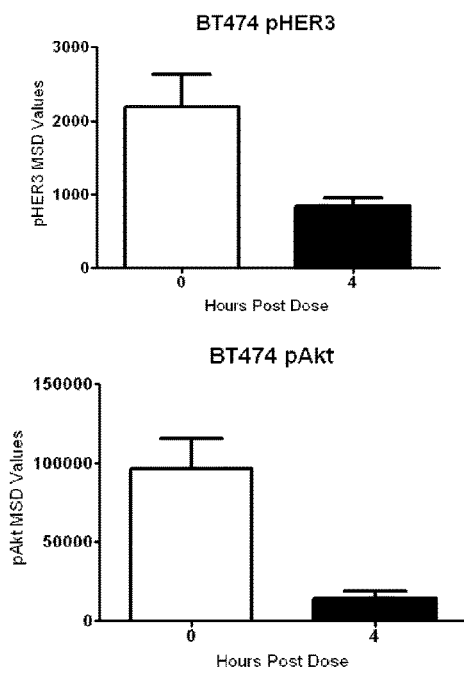 BT474 pHER3
3000
2000
1000
0
pHER3 MSD Values
0 4
Hours Post Dose
BT474 pAkt
150000
100000
50000
0
pAkt MSD Values
0 4
Hours Post Dose